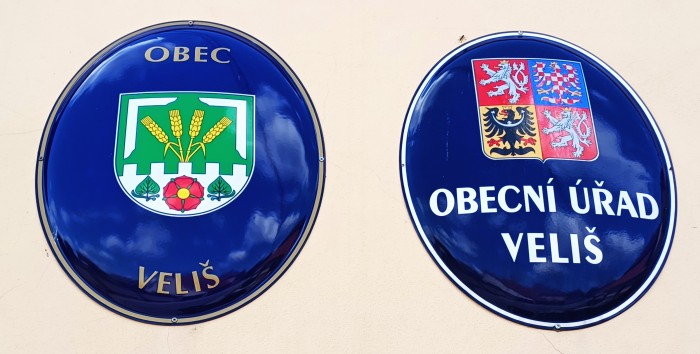 OBEC
VELIŠ
OBECNÍ ÚŘAD
VELIŠ